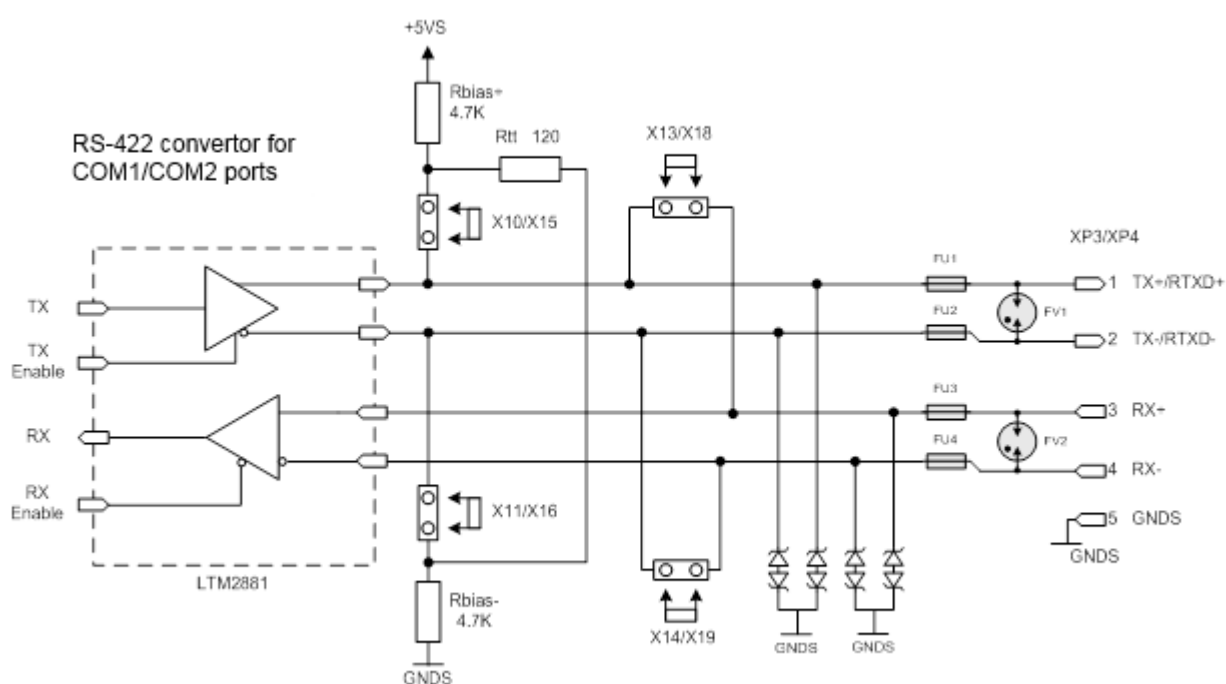 +5VS
Rbias+
4.7K
Rtt 120
X13/X18
RS-422 convertor for
COM1/COM2 ports
X10/X15
XP3/XP4
FU1
1 TX+/RTXD+
TX
FU2
FV1
2 TX-/RTXD-
TX
Enable
FU3
3 RX+
RX
FU4
FV2
4 RX-
RX
Enable
X11/X16
5 GNDS
GNDS
LTM2881
Rbias-
4.7K
X14/X19
GNDS
GNDS
GNDS